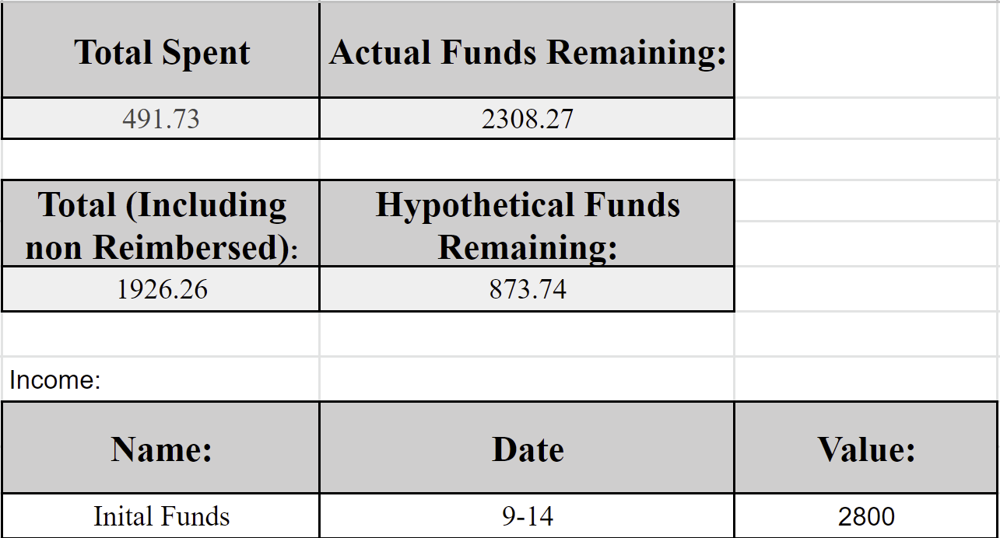 Total Spent Actual Funds Remaining:
491.73 2308.27
Total (Including Hypothetical Funds
non Reimbersed): Remaining:
1926.26 873.74
Income:
Name: Date Value:
Inital Funds 9-14 2800